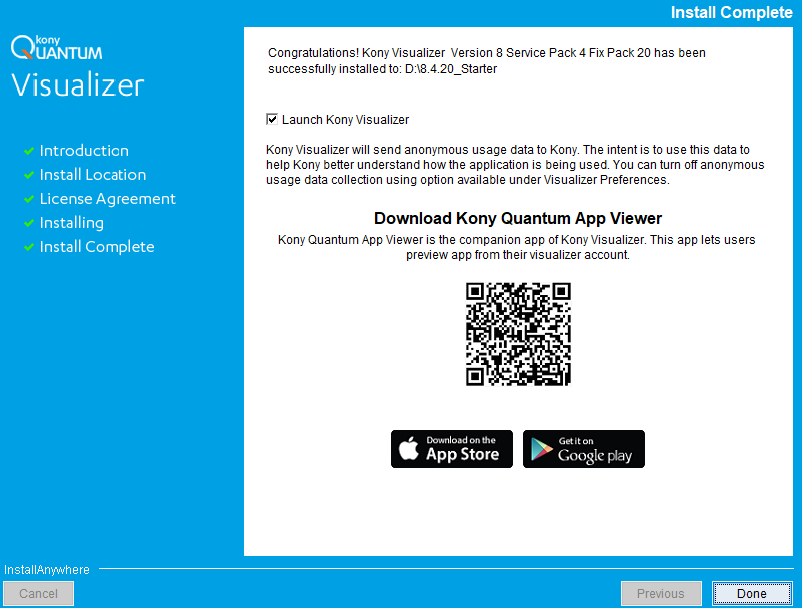 Install Complete
kony
QUANTUM
Visualizer
Introduction
Install Location
License Agreement
Installing
Install Complete
Congratulations! Kony Visualizer  Version 8 Service Pack 4 Fix Pack 20 has been
successfully installed to: D:\8.4.20_Starter
Launch Kony Visualizer
Kony Visualizer will send anonymous usage data to Kony. The intent is to use this data to
help Kony better understand how the application is being used. You can turn off anonymous
usage data collection using option available under Visualizer Preferences.
Download Kony Quantum App Viewer
Kony Quantum App Viewer is the companion app of Kony Visualizer. This app lets users
preview app from their visualizer account.
Download on the
App Store
Get it on
Google play
InstallAnywhere
Cancel
Previous
Done